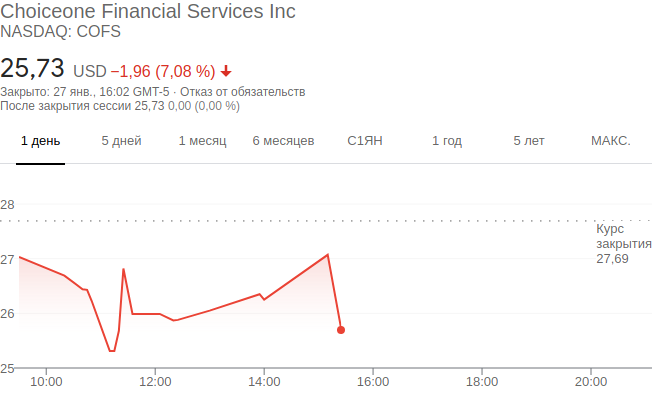 Choiceone Financial Services Inc
NASDAQ: COFS
25,73 USD −1,96 (7,08 %)
Закрыто: 27 янв., 16:02 GMT-5 · Отказ от обязательств
После закрытия сессии 25,73 0,00 (0,00 %)
1 день 5 дней 1 месяц 6 месяцев С1ЯН 1 год 5 лет МАКС.
28
Курс
закрытия
27,69
27
26
25
10:00 12:00 14:00 16:00 18:00 20:00